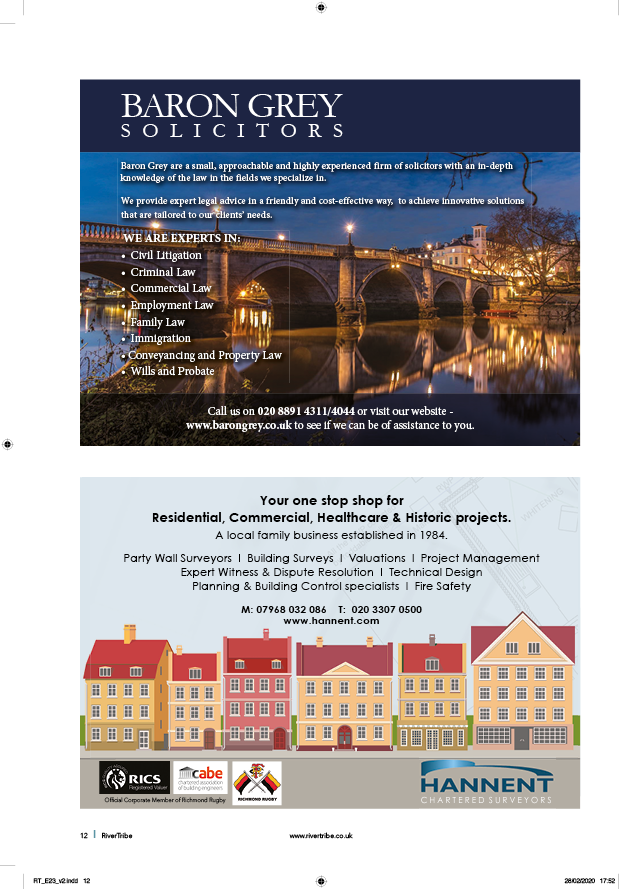 BARON GREY
SOLICITORS
Baron Grey are a small, approachable and highly experienced firm of solicitors with an in-depth
knowledge of the law in the fields we specialize in.
We provide expert legal advice in a friendly and cost-effective way, to achieve innovative solutions
that are tailored to our clients’ needs.
WE ARE EXPERTS IN:
• Civil Litigation
• Criminal Law
• Commercial Law
• Employment Law
• Family Law
• Immigration
• Conveyancing and Property Law
• Wills and Probate
Call us on 020 8891 4311/4044 or visit our website -
www.barongrey.co.uk to see if we can be of assistance to you.
Your one stop shop for
Residential, Commercial, Healthcare & Historic projects.
A local family business established in 1984.
Party Wall Surveyors | Building Surveys | Valuations | Project Management
Expert Witness & Dispute Resolution | Technical Design
Planning & Building Control specialists | Fire Safety
M: 07968 032 086 T: 020 3307 0500
www.hannent.com
RICS
Registered Valuer
cabe
chartered association
of building engineers
RICHMOND RUGBY
Official Corporate Member of Richmond Rugby
HANNENT
CHARTERED SURVEYORS
12 | RiverTribe www.rivertribe.co.uk
RT_E23_v2.indd 12 28/02/2020 17:52